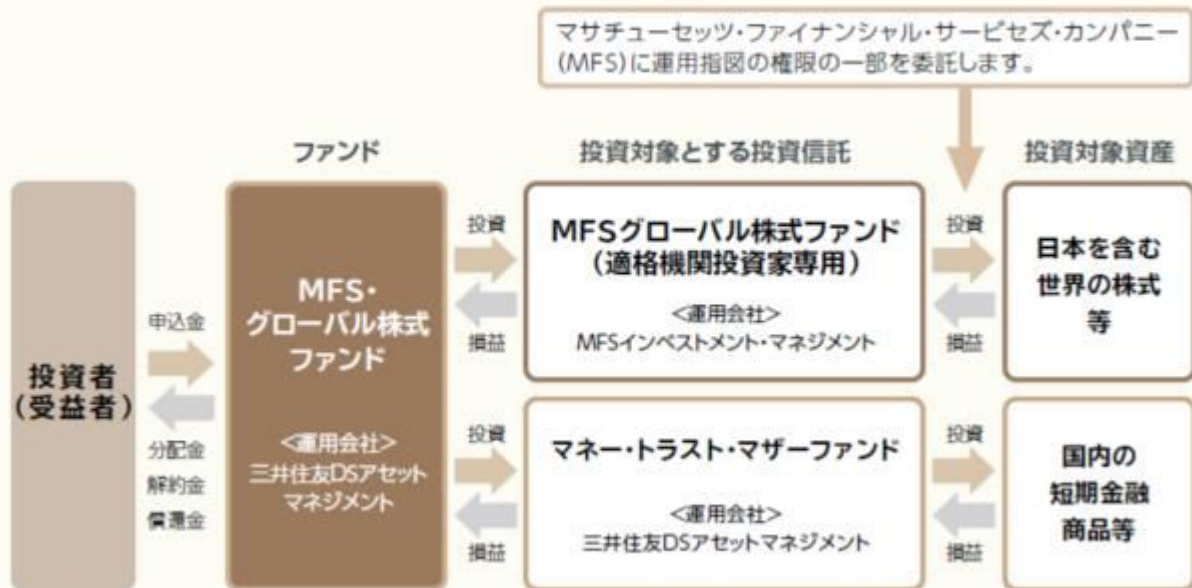 マサチューセッツ・ファイナンシャル・サービセズ・カンパニー
(MFS)に運用指図の権限の一部を委託します。
ファンド
投資対象とする投資信託
投資対象資産
投資者
(受益者)
申込金
分配金
解約金
償還金
MFS・
グローバル株式
ファンド
<運用会社>
三井住友DSアセット
マネジメント
投資
損益
MFSグローバル株式ファンド
(適格機関投資家専用)
<運用会社>
MFSインベストメント・マネジメント
投資
損益
日本を含む
世界の株式
等
投資
損益
マネー・トラスト・マザーファンド
<運用会社>
三井住友DSアセットマネジメント
投資
損益
国内の
短期金融
商品等